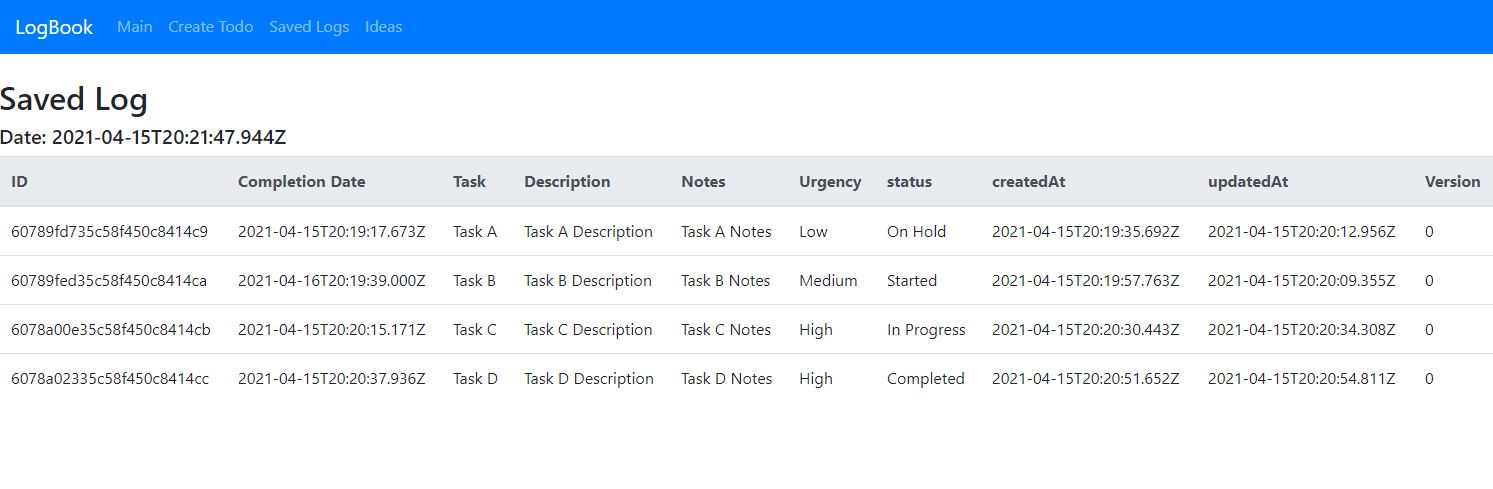 LogBook Main Create Todo Saved Logs Ideas
Saved Log
Date: 2021-04-15T20:21:47.944Z
ID Completion Date Task Description Notes Urgency status createdAt updatedAt Version
60789fd735c58f450c8414c9 2021-04-15T20:19:17.673Z Task A Task A Description Task A Notes Low On Hold 2021-04-15T20:19:35.692Z 2021-04-15T20:20:12.956Z 0
60789fed35c58f450c8414ca 2021-04-16T20:19:39.000Z Task B Task B Description Task B Notes Medium Started 2021-04-15T20:19:57.763Z 2021-04-15T20:20:09.355Z 0
6078a00e35c58f450c8414cb 2021-04-15T20:20:15.171Z Task C Task C Description Task C Notes High In Progress 2021-04-15T20:20:30.443Z 2021-04-15T20:20:34.308Z 0
6078a02335c58f450c8414cc 2021-04-15T20:20:37.936Z Task D Task D Description Task D Notes High Completed 2021-04-15T20:20:51.652Z 2021-04-15T20:20:54.811Z 0